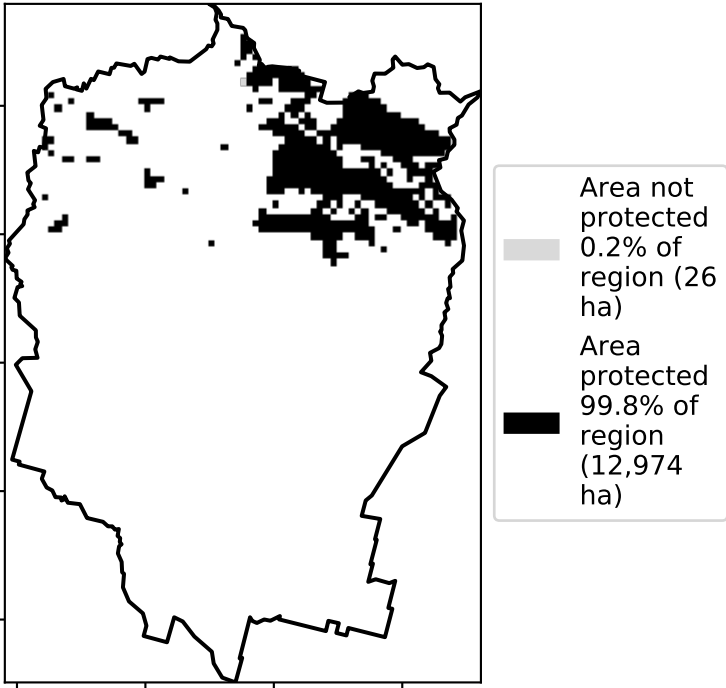 Area not
protected
0.2% of
region (26
ha)
Area
protected
99.8% of
region
(12,974
ha)